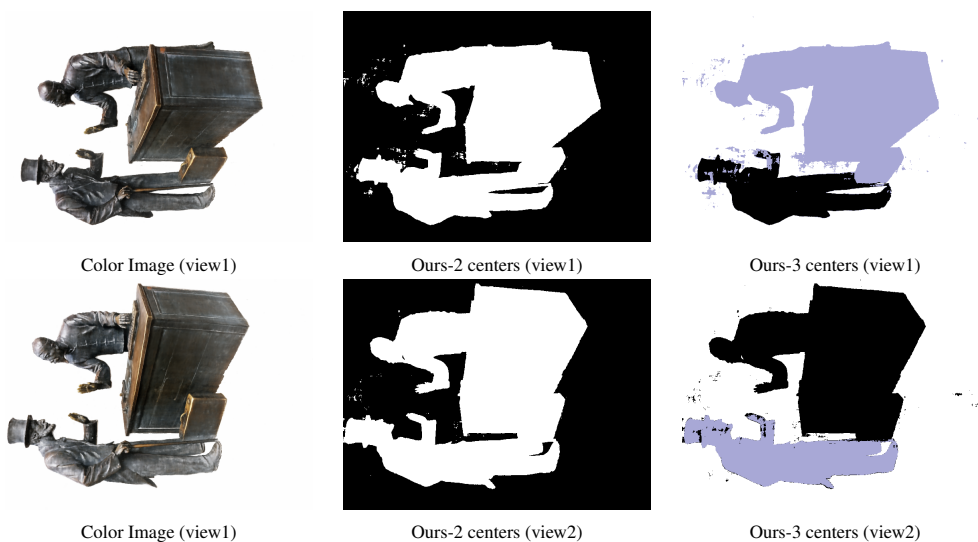 Color Image (view1)
Ours-2 centers (view1)
Ours-3 centers (view1)
Color Image (view1)
Ours-2 centers (view2)
Ours-3 centers (view2)